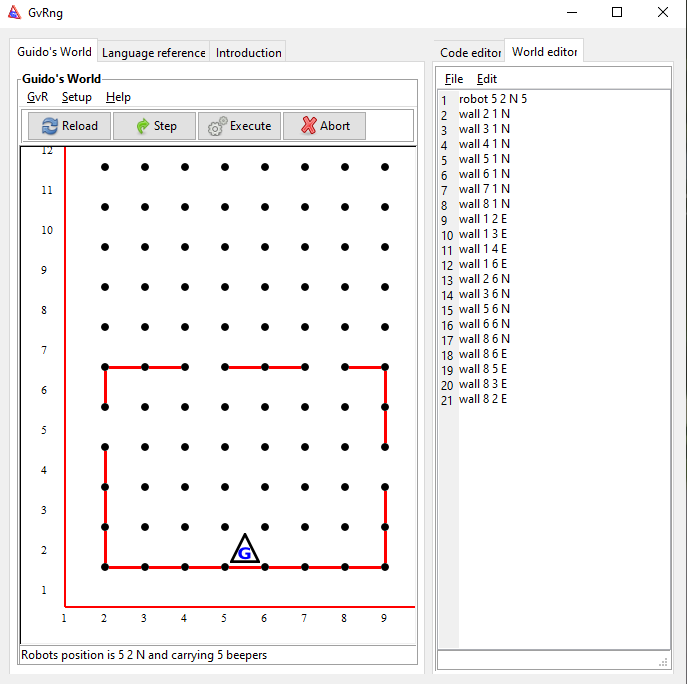 GvRng
Guido's World Language reference Introduction
Guido's World
GvR Setup Help
Reload Step Execute Abort
12
11
10
9
8
7
6
5
4
3
2
1
G
1 2 3 4 5 6 7 8 9
Robots position is 5 2 N and carrying 5 beepers
Code editor World editor
File Edit
1 robot 5 2 N 5
2 wall 2 1 N
3 wall 3 1 N
4 wall 4 1 N
5 wall 5 1 N
6 wall 6 1 N
7 wall 7 1 N
8 wall 8 1 N
9 wall 1 2 E
10 wall 1 3 E
11 wall 1 4 E
12 wall 1 6 E
13 wall 2 6 N
14 wall 3 6 N
15 wall 5 6 N
16 wall 6 6 N
17 wall 8 6 N
18 wall 8 6 E
19 wall 8 5 E
20 wall 8 3 E
21 wall 8 2 E